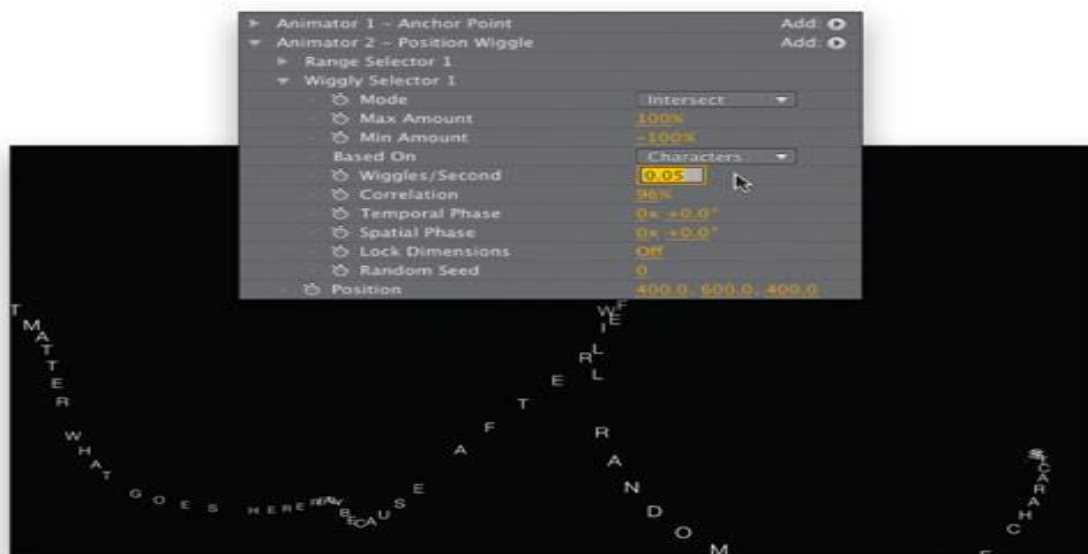 Animator 1 – Anchor Point Add:
Animator 2 – Position Wiggle Add:
Range Selector 1
Wiggly Selector 1
Mode Intersect
Max Amount 100%
Min Amount -100%
Based On Characters
Wiggles/Second 0.05
Correlation 96%
Temporal Phase 0x +0.0°
Spatial Phase 0x +0.0°
Lock Dimensions Off
Random Seed 0
Position 400.0, 600.0, 400.0
T MATTER WHAT GOES HERE BECAUSE AFTER
WE WILL RANDOM
CHARACT